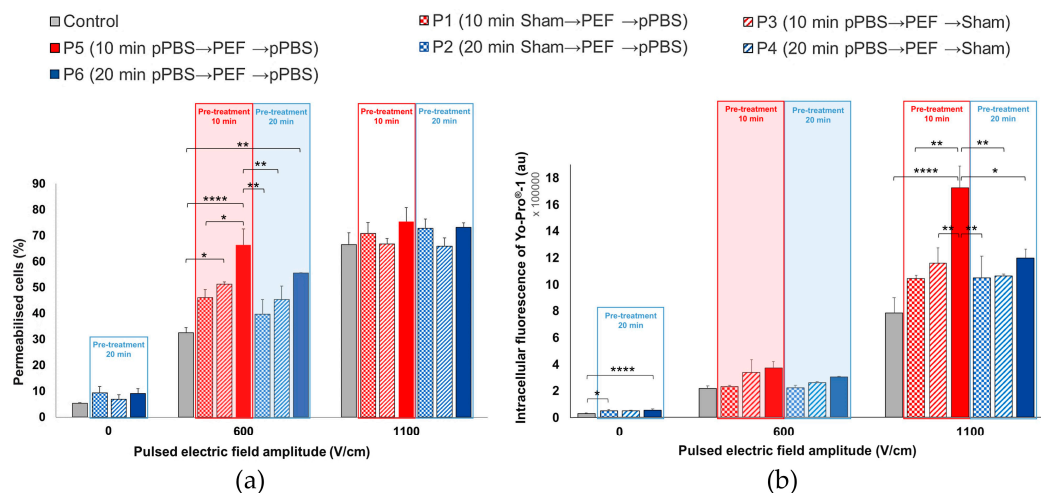 Control
P1 (10 min Sham→PEF →pPBS)
P3 (10 min pPBS→PEF →Sham)
P5 (10 min pPBS→PEF →pPBS)
P2 (20 min Sham→PEF →pPBS)
P4 (20 min pPBS→PEF →Sham)
P6 (20 min pPBS→PEF →pPBS)
Permeabilised cells (%)
90
80
70
60
50
40
30
20
10
0
Pre-treatment
20 min
Pre-treatment
10 min
Pre-treatment
20 min
Pre-treatment
10 min
Pre-treatment
20 min
**
**
**
****
*
*
0
600
1100
Pulsed electric field amplitude (V/cm)
(a)
Intracellular fluorescence of Yo-Pro®-1 (au)
x 100000
18
16
14
12
10
8
6
4
2
0
Pre-treatment
20 min
Pre-treatment
10 min
Pre-treatment
20 min
Pre-treatment
10 min
Pre-treatment
20 min
****
*
**
**
****
*
**
**
0
600
1100
Pulsed electric field amplitude (V/cm)
(b)